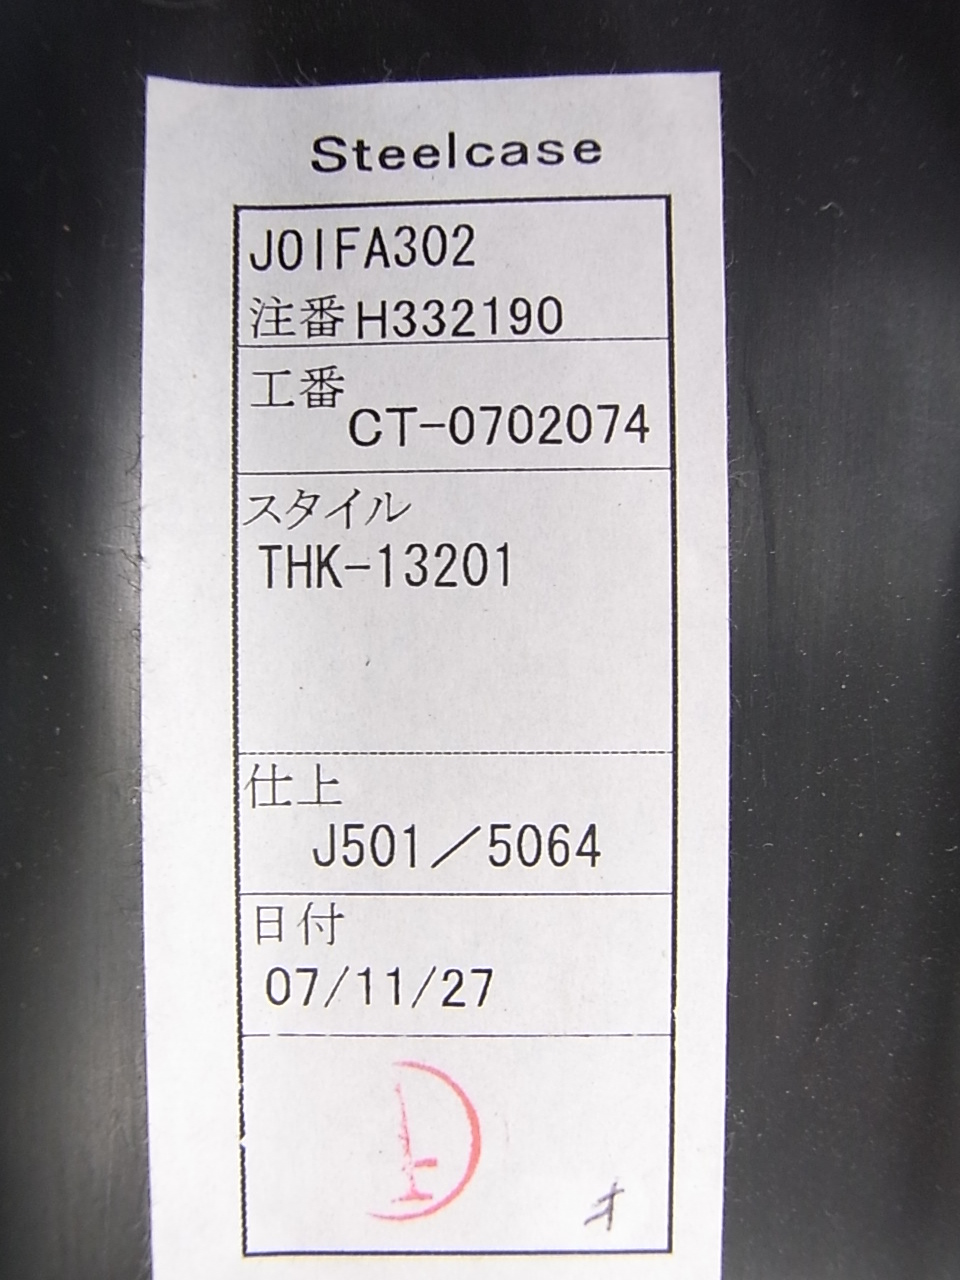 Steelcase
JOIFA302
注番H332190
工番
CT-0702074
スタイル
THK-13201
仕上
J501／5064
日付
07/11/27